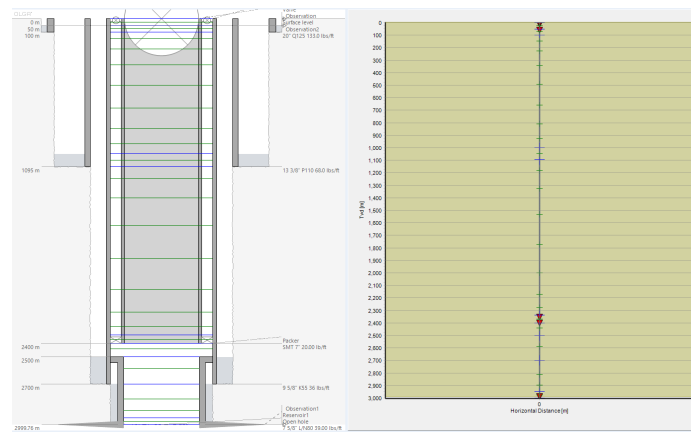 OLGA
Valve
Observation
Surface level
Observation2
0 m
50 m
100 m
20" Q125 133.0 lbs/ft
1095 m
13 3/8" P110 68.0 lbs/ft
Packer
SMT 7" 20.00 lb/ft
2400 m
2500 m
2700 m
9 5/8" K55 36 lbs/ft
Observation1
Reservoir1
Open hole
2999.76 m
7 5/8" L/N80 39.00 lbs/ft
0
100
200
300
400
500
600
700
800
900
1,000
1,100
1,200
1,300
1,400
1,500
1,600
1,700
1,800
1,900
2,000
2,100
2,200
2,300
2,400
2,500
2,600
2,700
2,800
2,900
3,000
TVD [m]
0
Horizontal Distance [m]